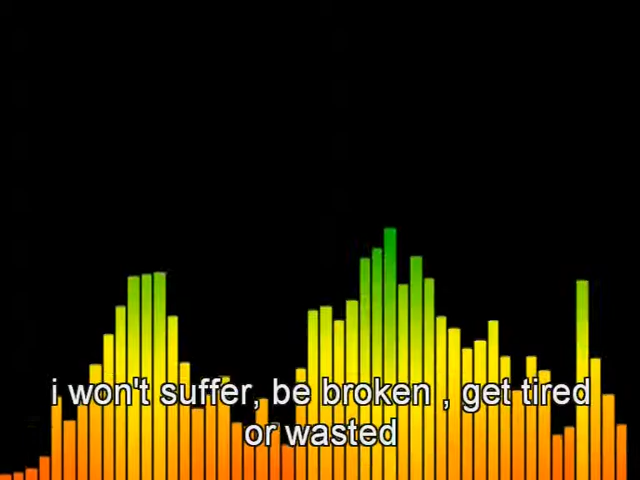 i won't suffer, be broken , get tired
or wasted